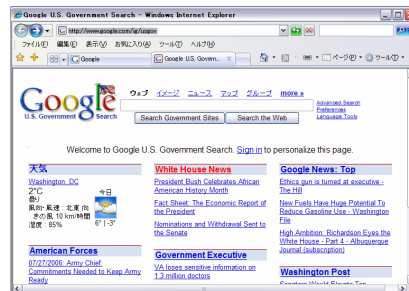 Google U.S. Government Search - Windows Internet Explorer
http://www.google.com/ig/usgov
ファイル(F) 編集(E) 表示(V) お気に入り(A) ツール(T) ヘルプ(H)
Google
Google U.S. Govern...
ページ(P) ツール(O)
ウェブ イメージ ニュース マップ グループ more »
Google
U.S. Government Search
Advanced Search
Preferences
Language Tools
Search Government Sites Search the Web
Welcome to Google U.S. Government Search. Sign in to personalize this page.
天気
Washington, DC
2°C
曇り
風向・風速: 北東 向
きの風 10 km/時間
湿度: 85%
今日
6° | -3°
American Forces
07/27/2006: Army Chief:
Commitments Needed to Keep Army
Ready
White House News
President Bush Celebrates African
American History Month
Fact Sheet: The Economic Report of
the President
Nominations and Withdrawal Sent to
the Senate
Government Executive
VA loses sensitive information on
1.3 million doctors
Google News: Top
Ethics gun is turned at executive -
The Hill
New Fuels Have Huge Potential To
Reduce Gasoline Use - Washington
File
High Ambition: Richardson Eyes the
White House - Part 4 - Albuquerque
Journal (subscription)
Washington Post
Senators Would Elevate Top